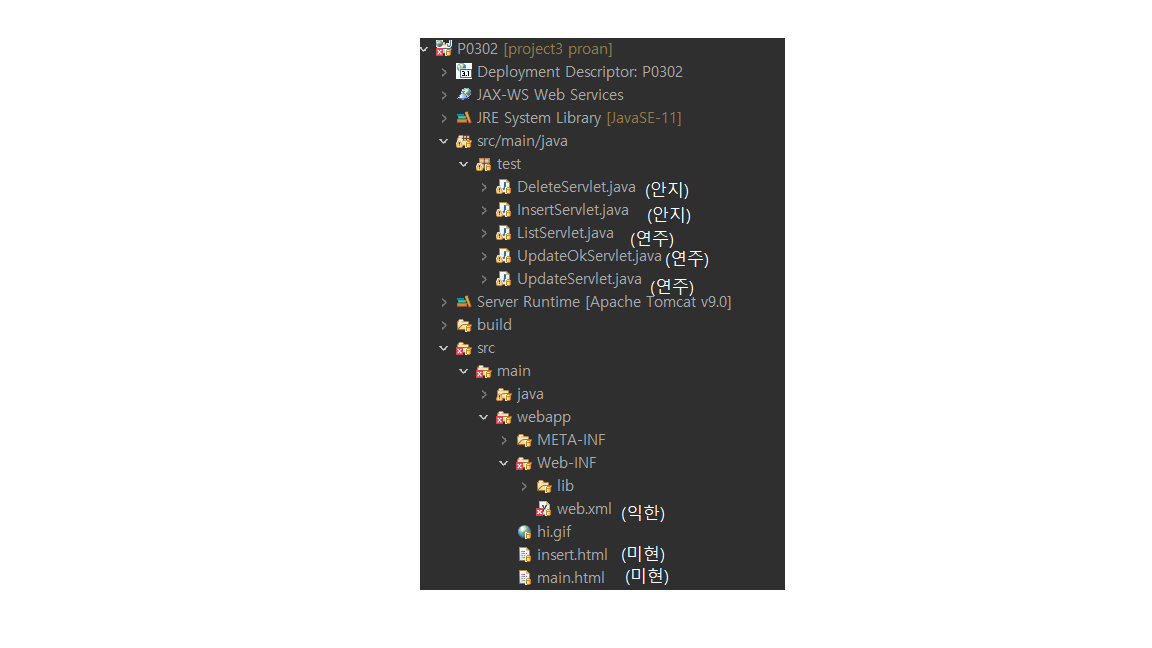 P0302 [project3 proan]
Deployment Descriptor: P0302
JAX-WS Web Services
JRE System Library [JavaSE-11]
src/main/java
test
DeleteServlet.java (안지)
InsertServlet.java (안지)
ListServlet.java (연주)
UpdateOkServlet.java (연주)
UpdateServlet.java (연주)
Server Runtime [Apache Tomcat v9.0]
build
src
main
java
webapp
META-INF
Web-INF
lib
web.xml (익한)
hi.gif
insert.html (미현)
main.html (미현)